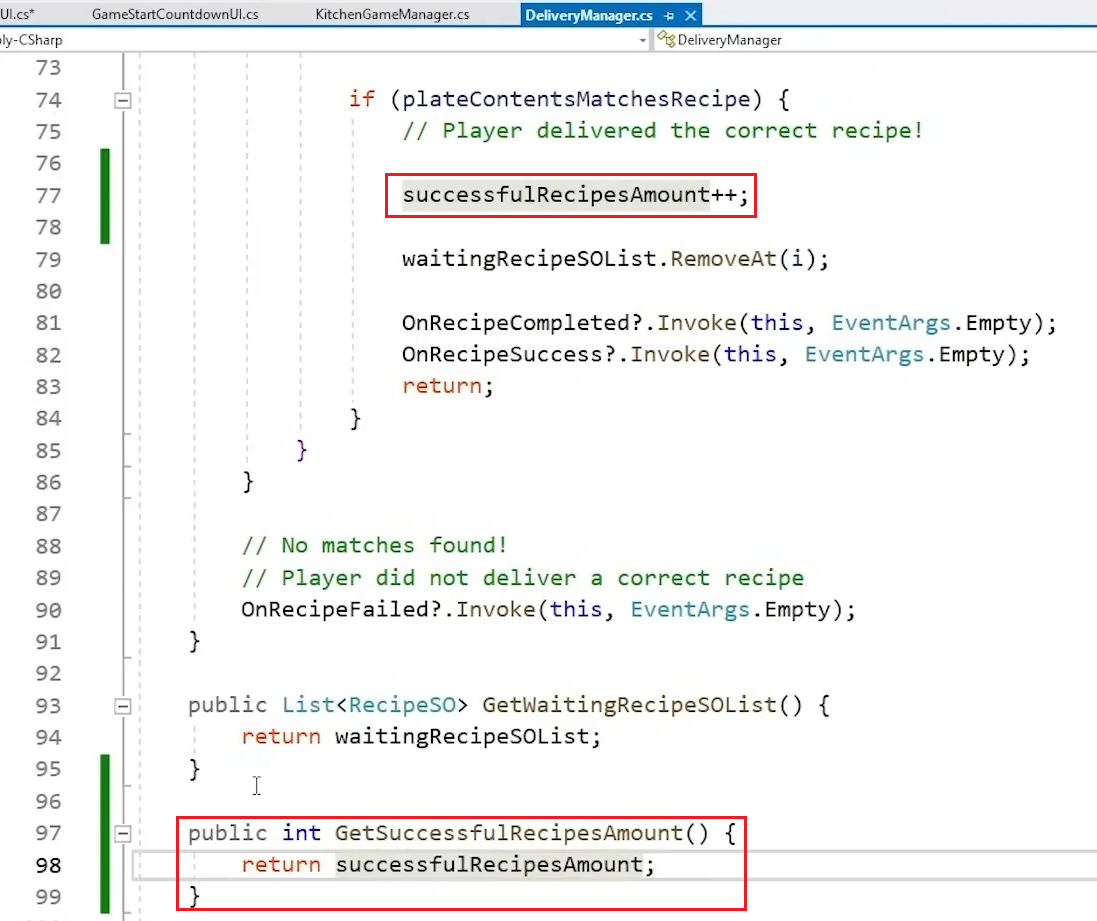 UI.cs* GameStartCountdownUI.cs KitchenGameManager.cs DeliveryManager.cs
ly-CSharp DeliveryManager
73
74 if (plateContentsMatchesRecipe) {
75 // Player delivered the correct recipe!
76
77 successfulRecipesAmount++;
78
79 waitingRecipeSOList.RemoveAt(i);
80
81 OnRecipeCompleted?.Invoke(this, EventArgs.Empty);
82 OnRecipeSuccess?.Invoke(this, EventArgs.Empty);
83 return;
84 }
85 }
86 }
87
88 // No matches found!
89 // Player did not deliver a correct recipe
90 OnRecipeFailed?.Invoke(this, EventArgs.Empty);
91 }
92
93 public List<RecipeSO> GetWaitingRecipeSOList() {
94 return waitingRecipeSOList;
95 }
96
97 public int GetSuccessfulRecipesAmount() {
98 return successfulRecipesAmount;
99 }